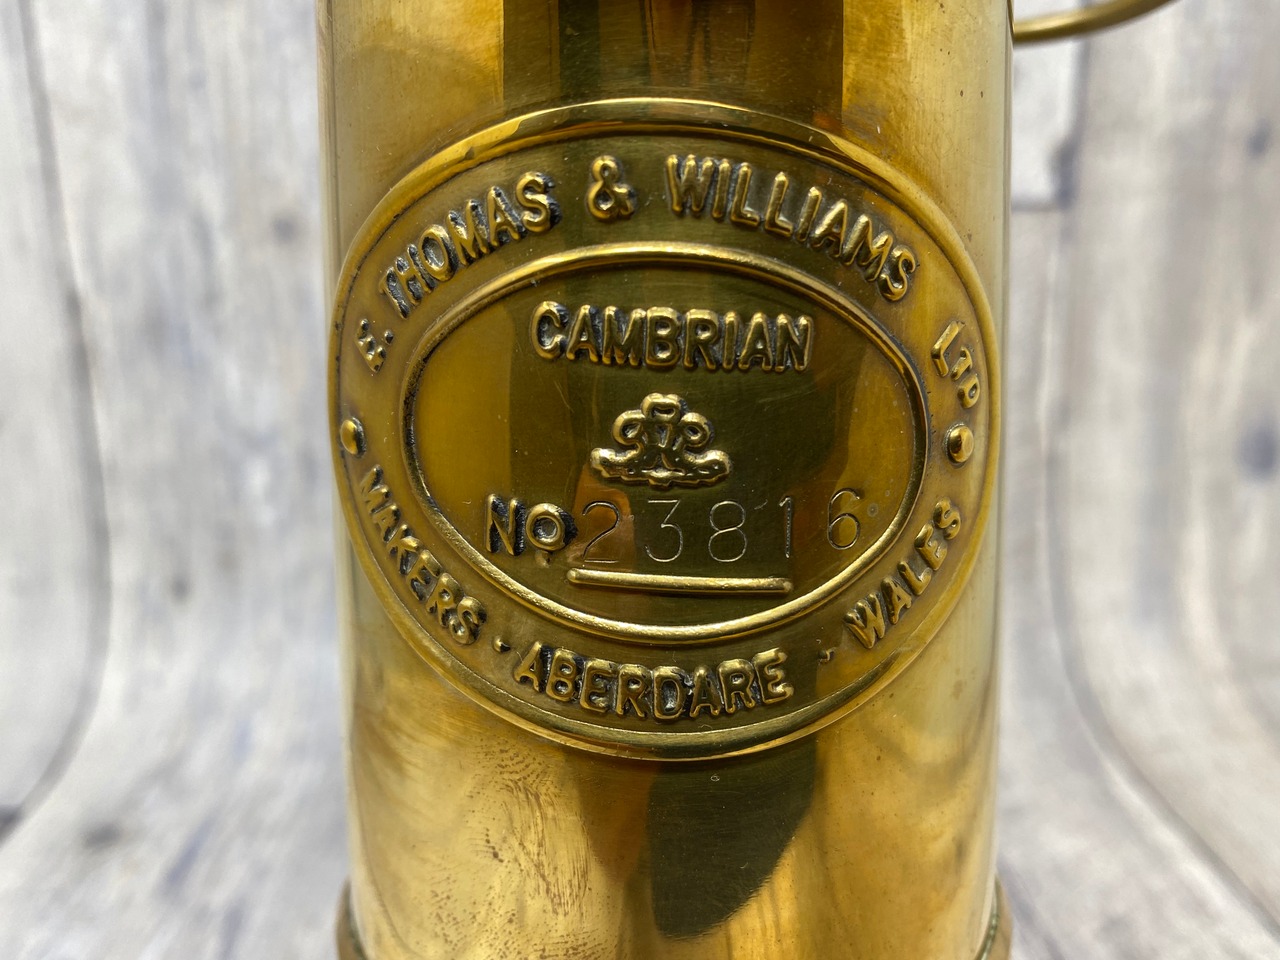 E. THOMAS & WILLIAMS LTD
CAMBRIAN
No 23816
MAKERS - ABERDARE - WALES